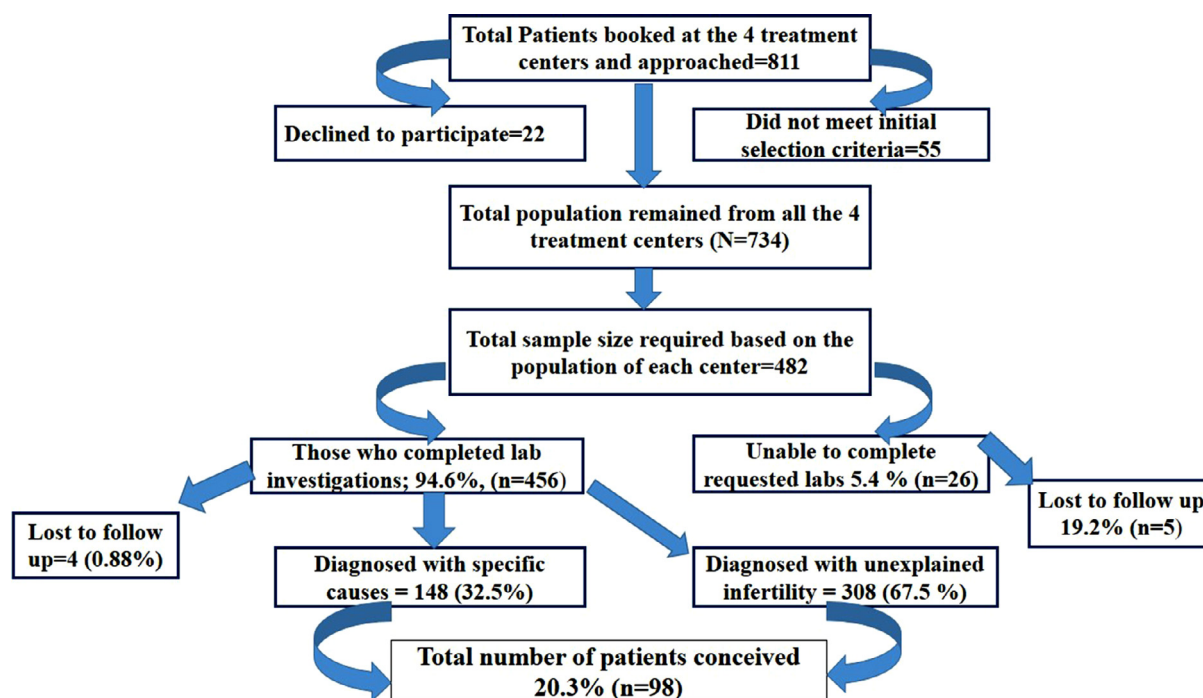 Total Patients booked at the 4 treatment
centers and approached=811
Declined to participate=22
Did not meet initial
selection criteria=55
Total population remained from all the 4
treatment centers (N=734)
Total sample size required based on the
population of each center=482
Those who completed lab
investigations; 94.6%, (n=456)
Unable to complete
requested labs 5.4 % (n=26)
Lost to follow
up=4 (0.88%)
Lost to follow up
19.2% (n=5)
Diagnosed with specific
causes = 148 (32.5%)
Diagnosed with unexplained
infertility = 308 (67.5 %)
Total number of patients conceived
20.3% (n=98)